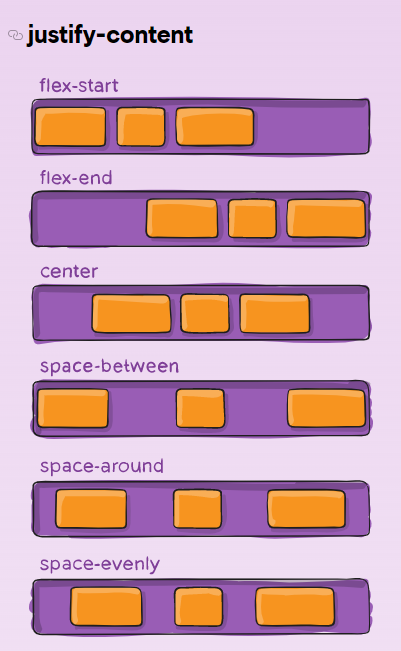 justify-content
flex-start
flex-end
center
space-between
space-around
space-evenly